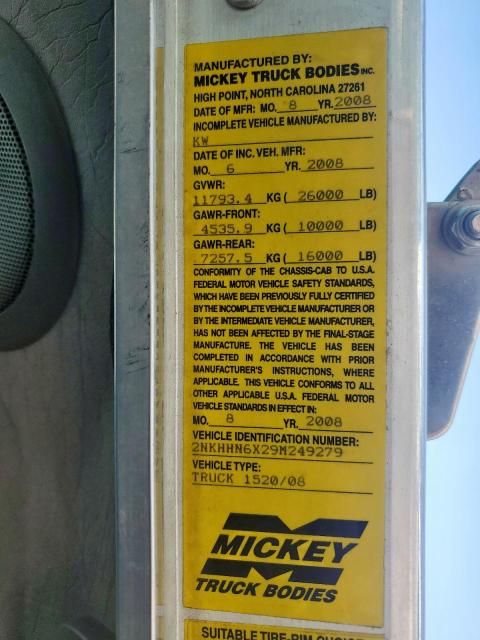 MANUFACTURED BY:
MICKEY TRUCK BODIES INC.
HIGH POINT, NORTH CAROLINA 27261
DATE OF MFR: MO. 8 YR. 2008
INCOMPLETE VEHICLE MANUFACTURED BY:
KW
DATE OF INC. VEH. MFR:
MO. 6 YR. 2008
GVWR:
11793.4 KG ( 26000 LB)
GAWR-FRONT:
4535.9 KG ( 10000 LB)
GAWR-REAR:
7257.5 KG ( 16000 LB)
CONFORMITY OF THE CHASSIS-CAB TO U.S.A.
FEDERAL MOTOR VEHICLE SAFETY STANDARDS,
WHICH HAVE BEEN PREVIOUSLY FULLY CERTIFIED
BY THE INCOMPLETE VEHICLE MANUFACTURER OR
BY THE INTERMEDIATE VEHICLE MANUFACTURER,
HAS NOT BEEN AFFECTED BY THE FINAL-STAGE
MANUFACTURE. THE VEHICLE HAS BEEN
COMPLETED IN ACCORDANCE WITH PRIOR
MANUFACTURER'S INSTRUCTIONS, WHERE
APPLICABLE. THIS VEHICLE CONFORMS TO ALL
OTHER APPLICABLE U.S.A. FEDERAL MOTOR
VEHICLE STANDARDS IN EFFECT IN:
MO. 8 YR. 2008
VEHICLE IDENTIFICATION NUMBER:
2NKHHN6X29M249279
VEHICLE TYPE:
TRUCK 1520/08
MICKEY
TRUCK BODIES
SUITABLE TIRE-RIM CHOICE